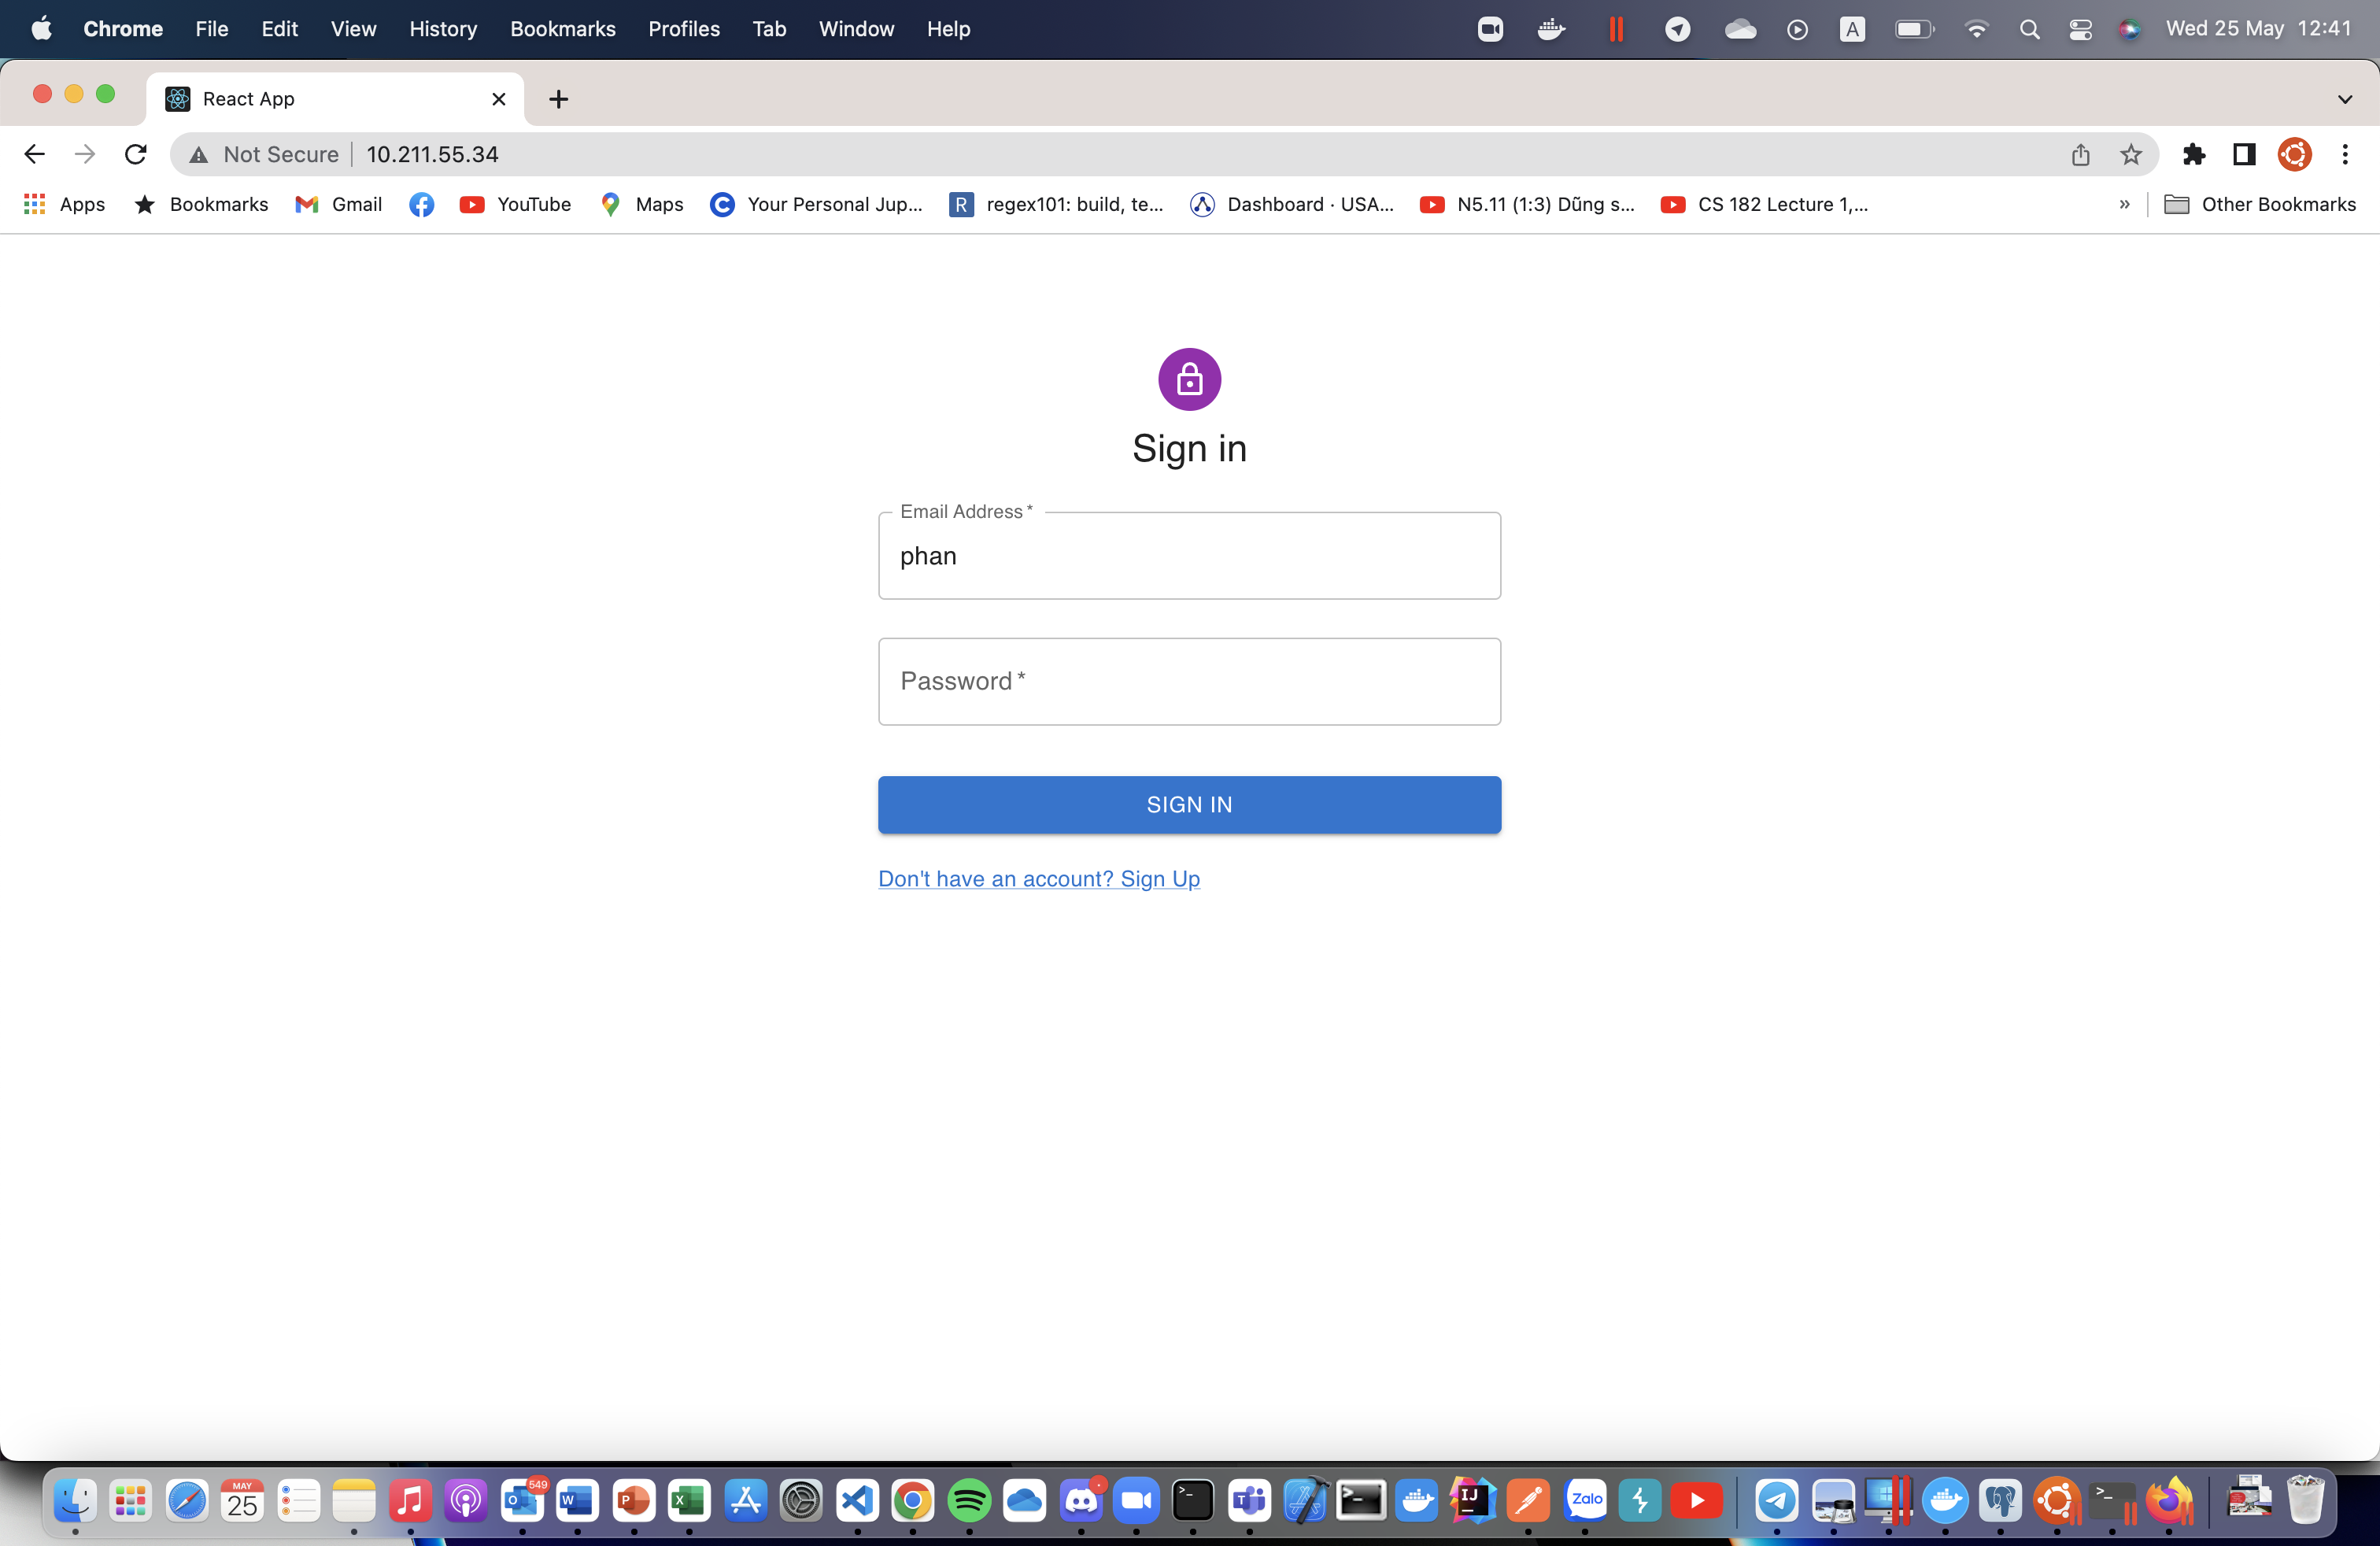 Chrome File Edit View History Bookmarks Profiles Tab Window Help A Wed 25 May 12:41
React App
Not Secure 10.211.55.34
Apps Bookmarks Gmail YouTube Maps Your Personal Jup... R regex101: build, te... Dashboard · USA... N5.11 (1:3) Dũng s... CS 182 Lecture 1,... » Other Bookmarks
Sign in
Email Address *
phan
Password *
SIGN IN
Don't have an account? Sign Up
MAY
25
549
Zalo
IJ